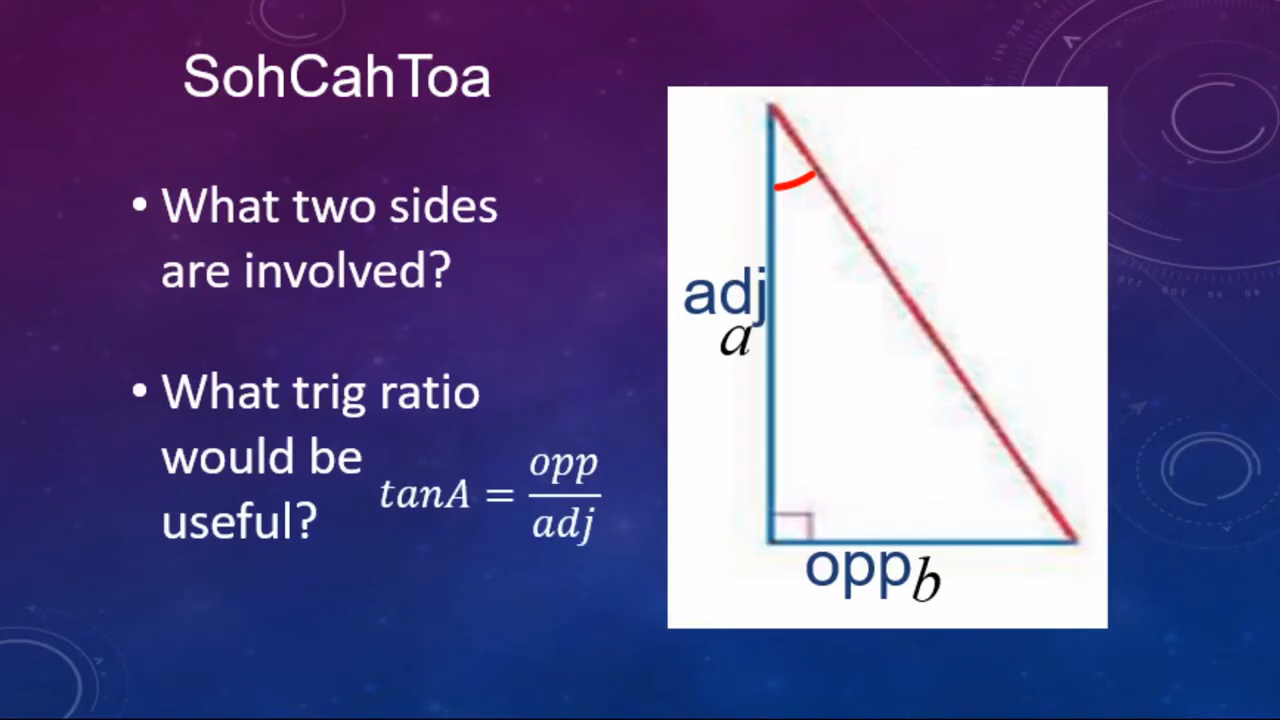 SohCahToa
• What two sides
are involved?
• What trig ratio
would be
useful?
tanA = opp/adj
adj
a
opp b